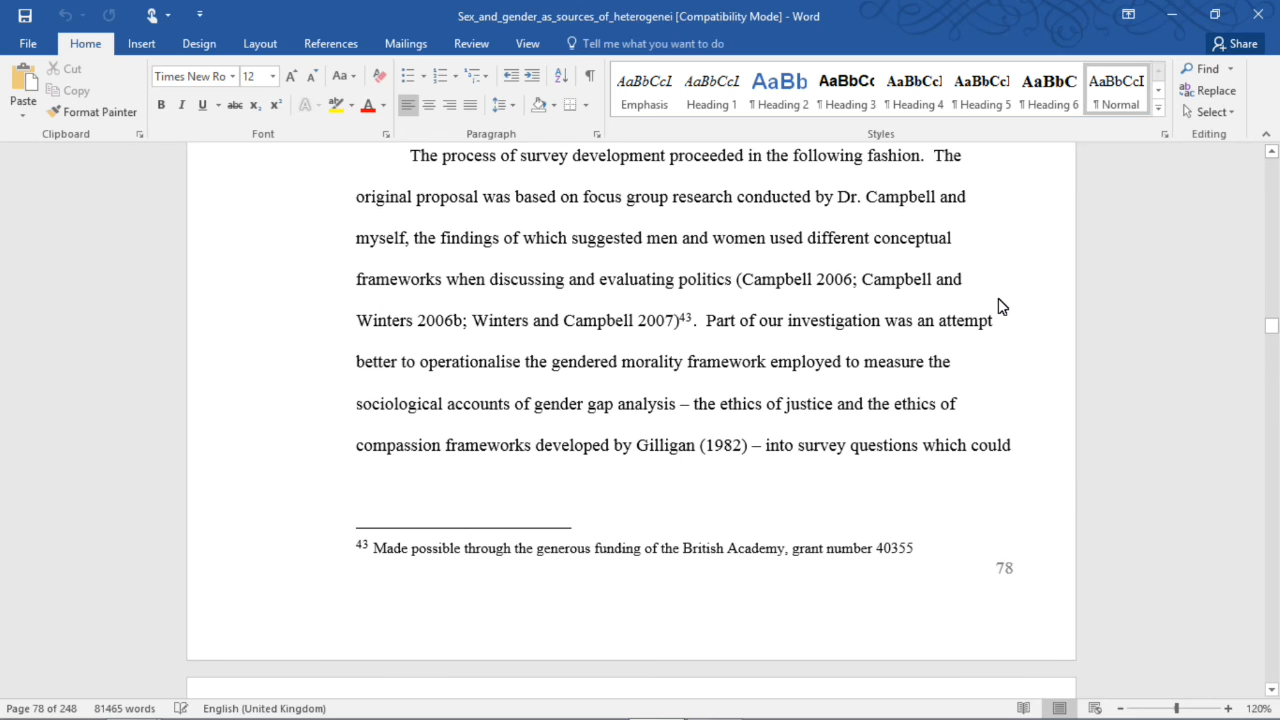 Sex_and_gender_as_sources_of_heterogenei [Compatibility Mode] - Word
File Home Insert Design Layout References Mailings Review View Tell me what you want to do Share
Paste
Cut
Copy
Format Painter
Clipboard
Times New Ro 12
Font
Paragraph
AaBbCcI AaBbCcI AaBb AaBbCc AaBbCcI AaBbCcI AaBbC AaBbCcI
Emphasis Heading 1 ¶ Heading 2 ¶ Heading 3 ¶ Heading 4 ¶ Heading 5 ¶ Heading 6 ¶ Normal
Styles
Find
Replace
Select
Editing
The process of survey development proceeded in the following fashion. The
original proposal was based on focus group research conducted by Dr. Campbell and
myself, the findings of which suggested men and women used different conceptual
frameworks when discussing and evaluating politics (Campbell 2006; Campbell and
Winters 2006b; Winters and Campbell 2007)43. Part of our investigation was an attempt
better to operationalise the gendered morality framework employed to measure the
sociological accounts of gender gap analysis – the ethics of justice and the ethics of
compassion frameworks developed by Gilligan (1982) – into survey questions which could
43 Made possible through the generous funding of the British Academy, grant number 40355
78
Page 78 of 248 81465 words English (United Kingdom) 120%